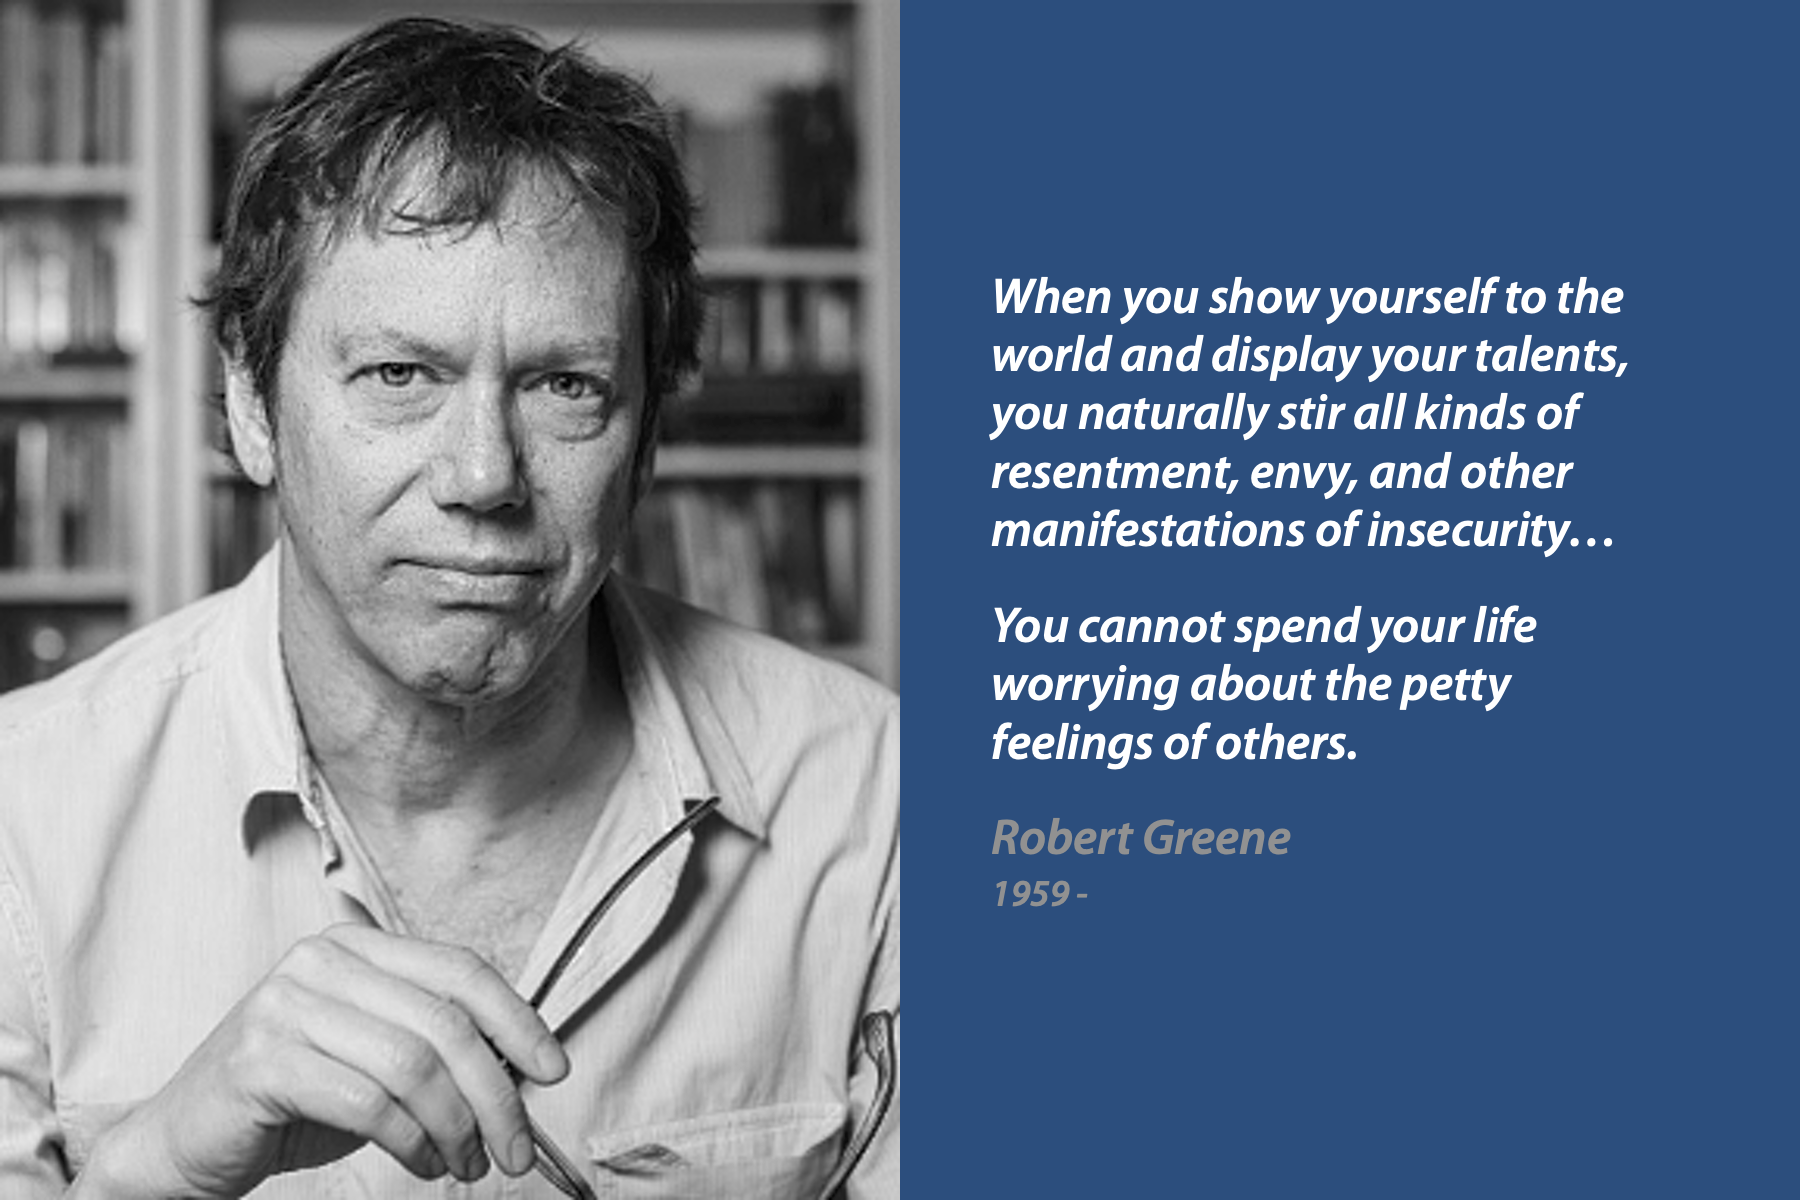 When you show yourself to the
world and display your talents,
you naturally stir all kinds of
resentment, envy, and other
manifestations of insecurity…
You cannot spend your life
worrying about the petty
feelings of others.
Robert Greene
1959 -